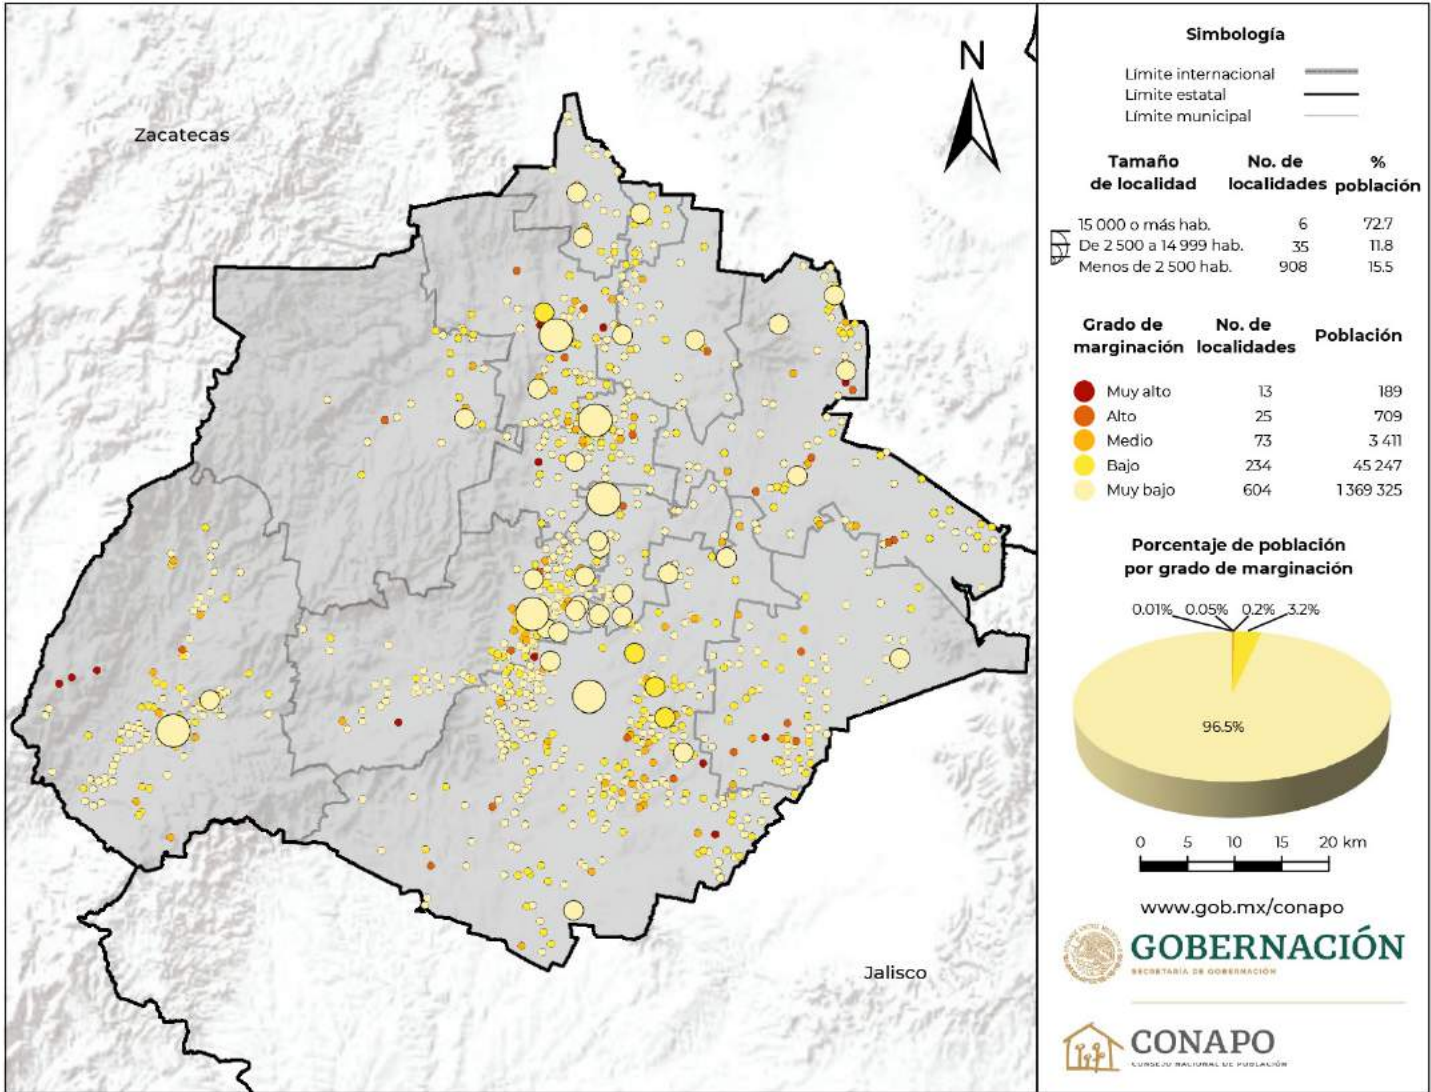 Zacatecas
N
Jalisco
Simbología
Límite internacional
Límite estatal
Límite municipal
Tamaño de localidad No. de localidades % población
15 000 o más hab. 6 72.7
De 2 500 a 14 999 hab. 35 11.8
Menos de 2 500 hab. 908 15.5
Grado de marginación No. de localidades Población
Muy alto 13 189
Alto 25 709
Medio 73 3 411
Bajo 234 45 247
Muy bajo 604 1 369 325
Porcentaje de población
por grado de marginación
0.01% 0.05% 0.2% 3.2%
96.5%
0 5 10 15 20 km
www.gob.mx/conapo
GOBERNACIÓN
SECRETARÍA DE GOBERNACIÓN
CONAPO
CONSEJO NACIONAL DE POBLACIÓN